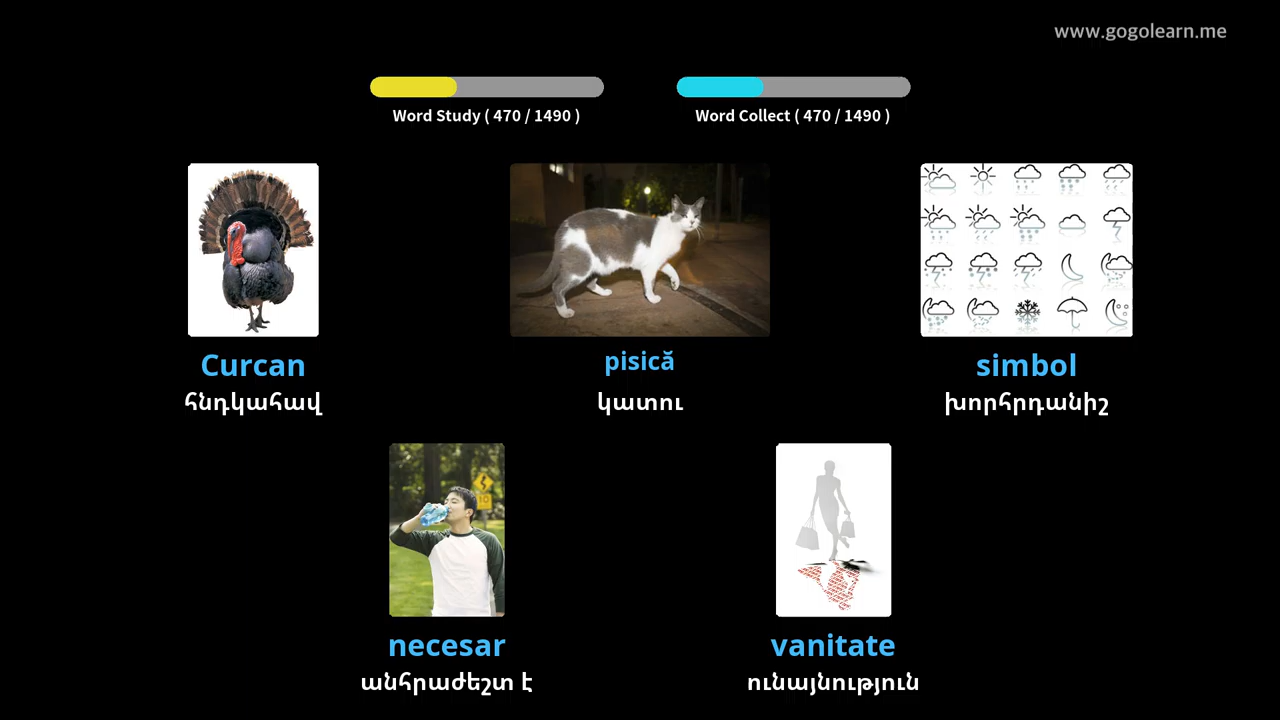 www.gogolearn.me
Word Study ( 470 / 1490 )
Word Collect ( 470 / 1490 )
Curcan
հնդկահավ
pisică
կատու
simbol
խորհրդանիշ
necesar
անհրաժեշտ է
vanitate
ունայնություն